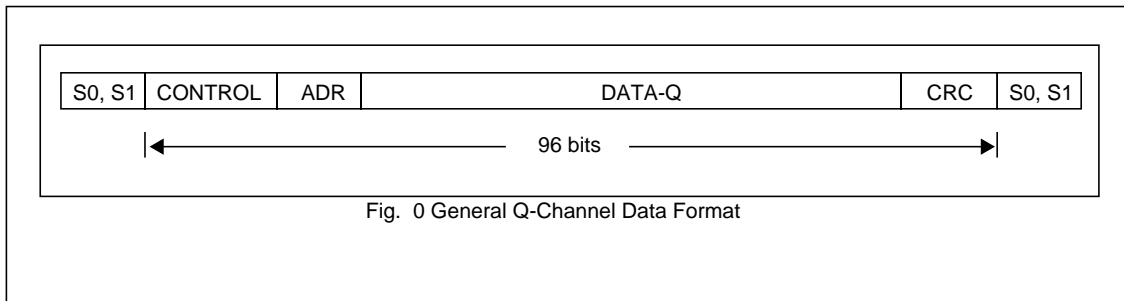 S0, S1 CONTROL ADR DATA-Q CRC S0, S1
96 bits
Fig. 0 General Q-Channel Data Format